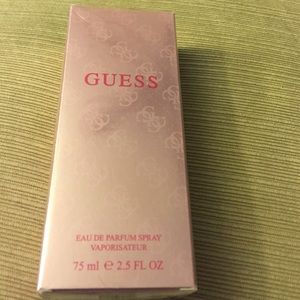 GUESS
EAU DE PARFUM SPRAY
VAPORISATEUR
75 ml ℮ 2.5 FL OZ